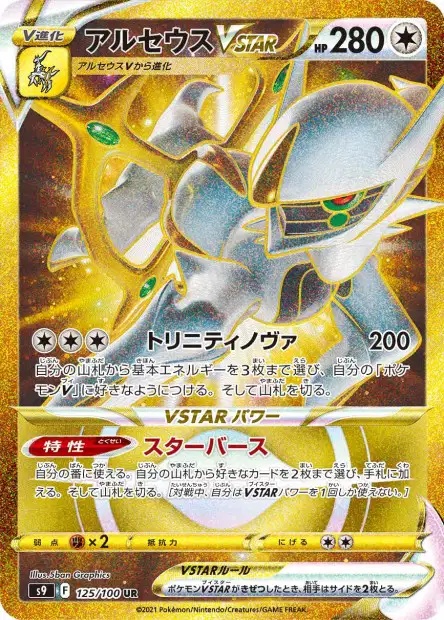 V進化
アルセウスVSTAR HP 280
アルセウスVから進化
トリニティノヴァ 200
自分の山札から基本エネルギーを3枚まで選び、自分の「ポケ
モンV」に好きなようにつける。そして山札を切る。
VSTARパワー
特性 スターバース
自分の番に使える。自分の山札から好きなカードを2枚まで選び、手札に加
える。そして山札を切る。[対戦中、自分はVSTARパワーを1回しか使えない。]
弱点 ×2 抵抗力 にげる
Illus. 5ban Graphics
VSTARルール
s9 F 125/100 UR
ポケモンVSTARがきぜつしたとき、相手はサイドを2枚とる。
©2021 Pokémon/Nintendo/Creatures/GAME FREAK.